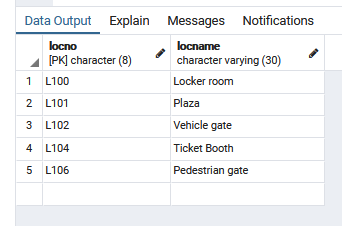 Data Output Explain Messages Notifications
locno locname
[PK] character (8) character varying (30)
1 L100 Locker room
2 L101 Plaza
3 L102 Vehicle gate
4 L104 Ticket Booth
5 L106 Pedestrian gate